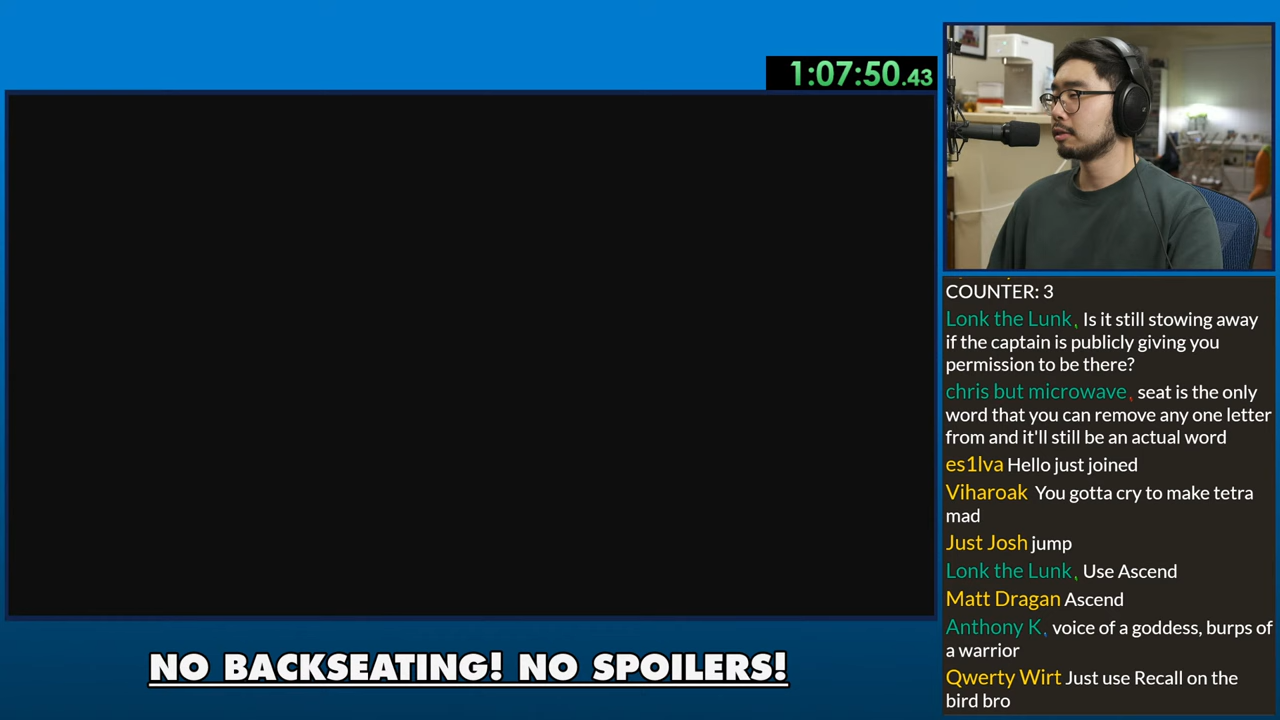 1:07:50.43
COUNTER: 3
Lonk the Lunk, Is it still stowing away
if the captain is publicly giving you
permission to be there?
chris but microwave, seat is the only
word that you can remove any one letter
from and it'll still be an actual word
es1lva Hello just joined
Viharoak You gotta cry to make tetra
mad
Just Josh jump
Lonk the Lunk, Use Ascend
Matt Dragan Ascend
Anthony K, voice of a goddess, burps of
a warrior
Qwerty Wirt Just use Recall on the
bird bro
NO BACKSEATING! NO SPOILERS!